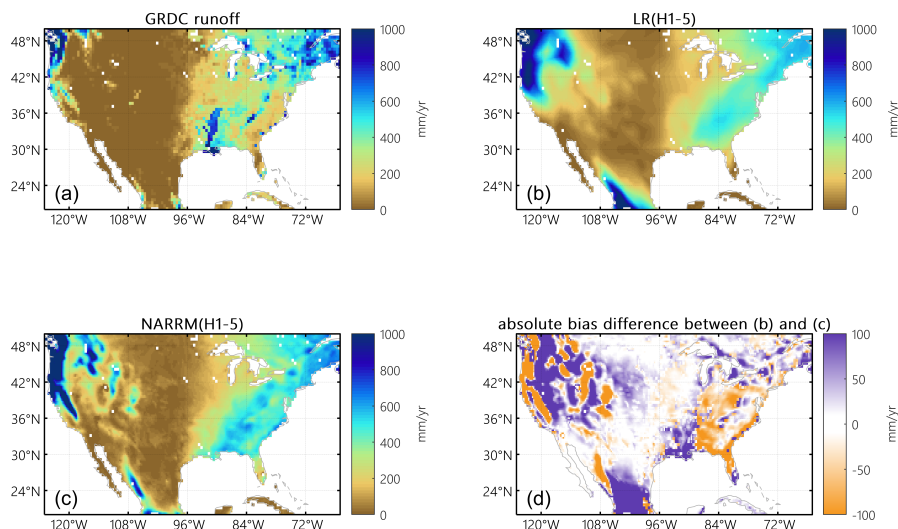 GRDC runoff
48°N
42°N
36°N
30°N
24°N
(a)
120°W 108°W 96°W 84°W 72°W
1000
800
600
400
200
0
mm/yr
LR(H1-5)
48°N
42°N
36°N
30°N
24°N
(b)
120°W 108°W 96°W 84°W 72°W
1000
800
600
400
200
0
mm/yr
NARRM(H1-5)
48°N
42°N
36°N
30°N
24°N
(c)
120°W 108°W 96°W 84°W 72°W
1000
800
600
400
200
0
mm/yr
absolute bias difference between (b) and (c)
48°N
42°N
36°N
30°N
24°N
(d)
120°W 108°W 96°W 84°W 72°W
100
50
0
-50
-100
mm/yr